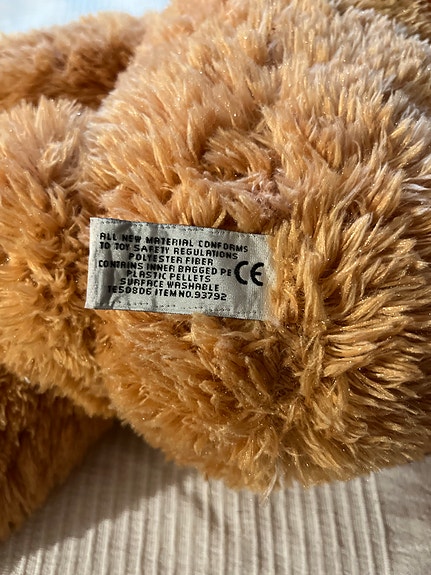 ALL NEW MATERIAL CONFORMS
TO TOY SAFETY REGULATIONS
POLYESTER FIBER
CONTAINS INNER BAGGED PE
PLASTIC PELLETS
SURFACE WASHABLE
TESD8D6 ITEM NO.93792
CE